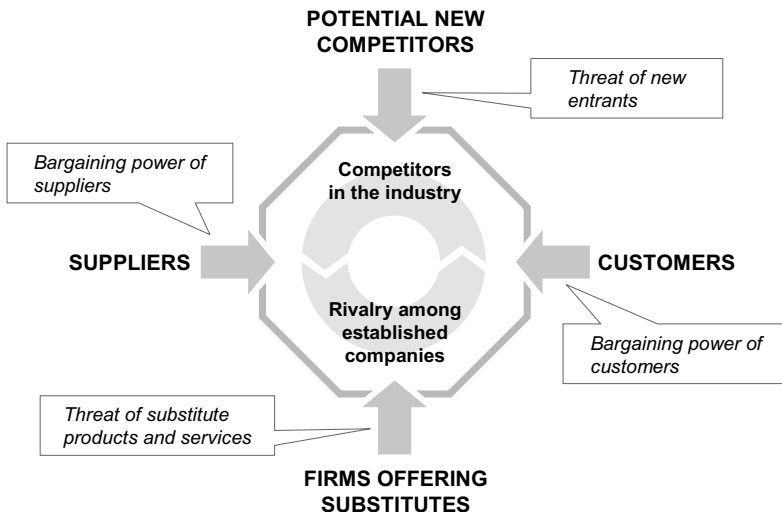 POTENTIAL NEW
COMPETITORS
Threat of new
entrants
Bargaining power of
suppliers
Competitors
in the industry
SUPPLIERS
CUSTOMERS
Rivalry among
established
companies
Bargaining power of
customers
Threat of substitute
products and services
FIRMS OFFERING
SUBSTITUTES